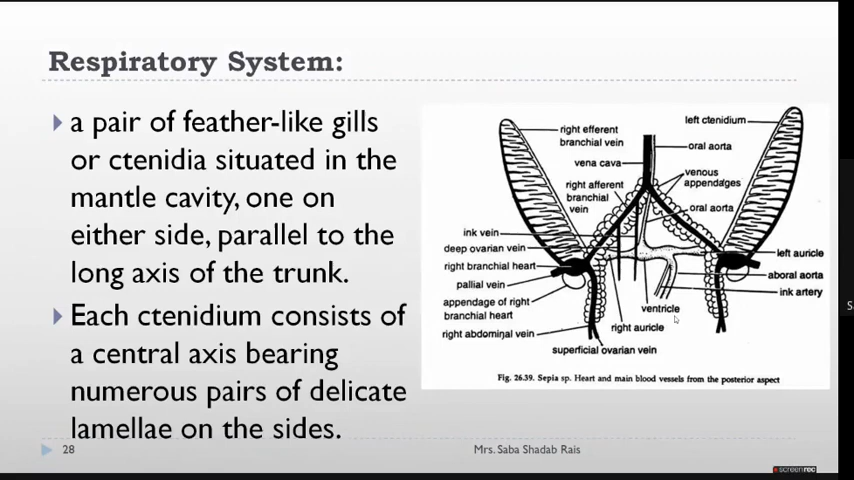 Respiratory System:
a pair of feather-like gills
or ctenidia situated in the
mantle cavity, one on
either side, parallel to the
long axis of the trunk.
Each ctenidium consists of
a central axis bearing
numerous pairs of delicate
lamellae on the sides.
right efferent
branchial vein
vena cava
right afferent
branchial
vein
ink vein
deep ovarian vein
right branchial heart
pallial vein
appendage of right
branchial heart
right abdominal vein
superficial ovarian vein
right auricle
ventricle
left ctenidium
oral aorta
venous
appendages
oral aorta
left auricle
aboral aorta
ink artery
Fig. 26.39. Sepia sp. Heart and main blood vessels from the posterior aspect
28
Mrs. Saba Shadab Rais
screenrec